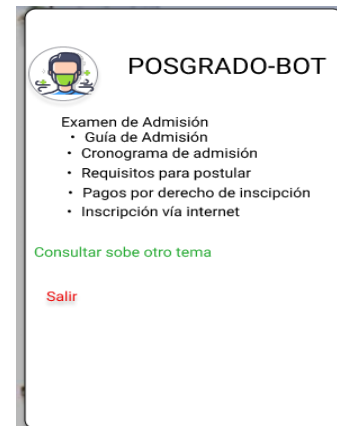 POSGRADO-BOT
Examen de Admisión
• Guía de Admisión
• Cronograma de admisión
• Requisitos para postular
• Pagos por derecho de inscipción
• Inscripción vía internet
Consultar sobe otro tema
Salir